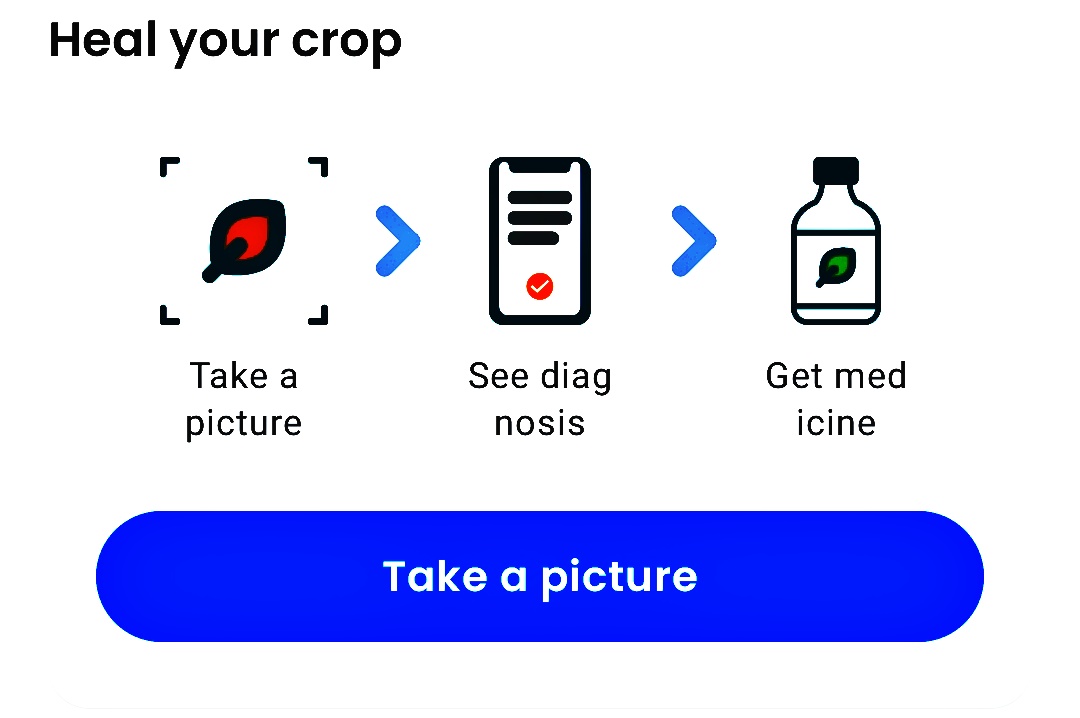 Heal your crop
Take a
picture
See diag
nosis
Get med
icine
Take a picture